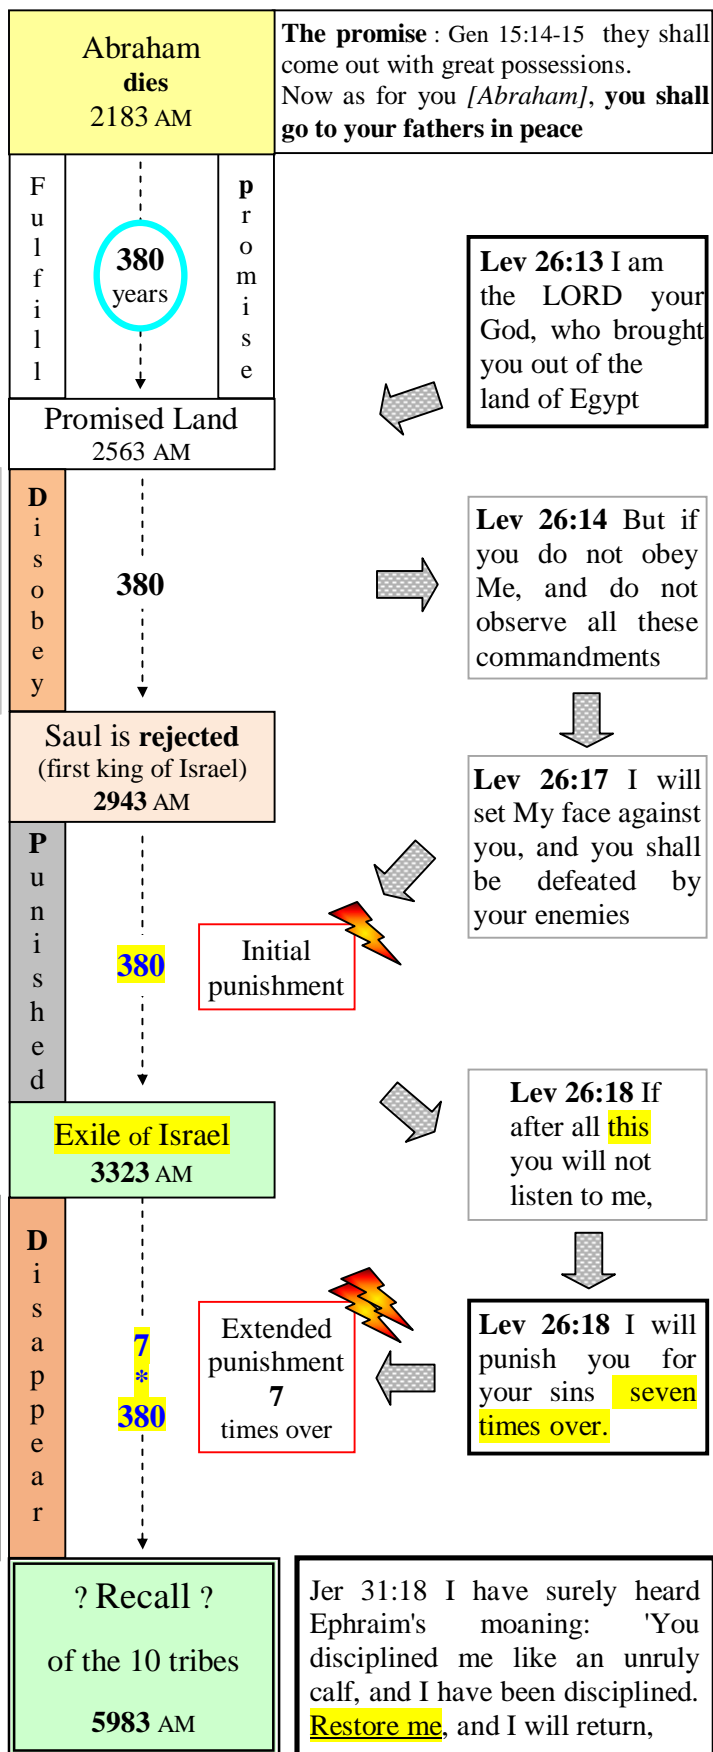 Abraham
dies
2183 AM
The promise : Gen 15:14-15 they shall
come out with great possessions.
Now as for you [Abraham], you shall
go to your fathers in peace
Fulfill
380
years
promise
Lev 26:13 I am
the LORD your
God, who brought
you out of the
land of Egypt
Promised Land
2563 AM
Disobey
380
Lev 26:14 But if
you do not obey
Me, and do not
observe all these
commandments
Saul is rejected
(first king of Israel)
2943 AM
Lev 26:17 I will
set My face against
you, and you shall
be defeated by
your enemies
Punished
380
Initial
punishment
Exile of Israel
3323 AM
Lev 26:18 If
after all this
you will not
listen to me,
Disappear
7
*
380
Extended
punishment
7
times over
Lev 26:18 I will
punish you for
your sins seven
times over.
? Recall ?
of the 10 tribes
5983 AM
Jer 31:18 I have surely heard
Ephraim's moaning: 'You
disciplined me like an unruly
calf, and I have been disciplined.
Restore me, and I will return,